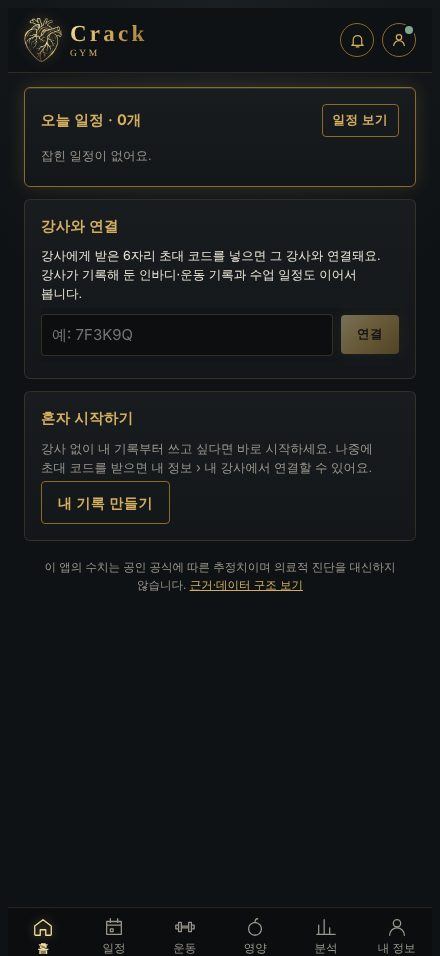 Crack
GYM
오늘 일정 · 0개
일정 보기
잡힌 일정이 없어요.
강사와 연결
강사에게 받은 6자리 초대 코드를 넣으면 그 강사와 연결돼요.
강사가 기록해 둔 인바디·운동 기록과 수업 일정도 이어서
봅니다.
예: 7F3K9Q
연결
혼자 시작하기
강사 없이 내 기록부터 쓰고 싶다면 바로 시작하세요. 나중에
초대 코드를 받으면 내 정보 › 내 강사에서 연결할 수 있어요.
내 기록 만들기
이 앱의 수치는 공인 공식에 따른 추정치이며 의료적 진단을 대신하지
않습니다. 근거·데이터 구조 보기
홈
일정
운동
영양
분석
내 정보